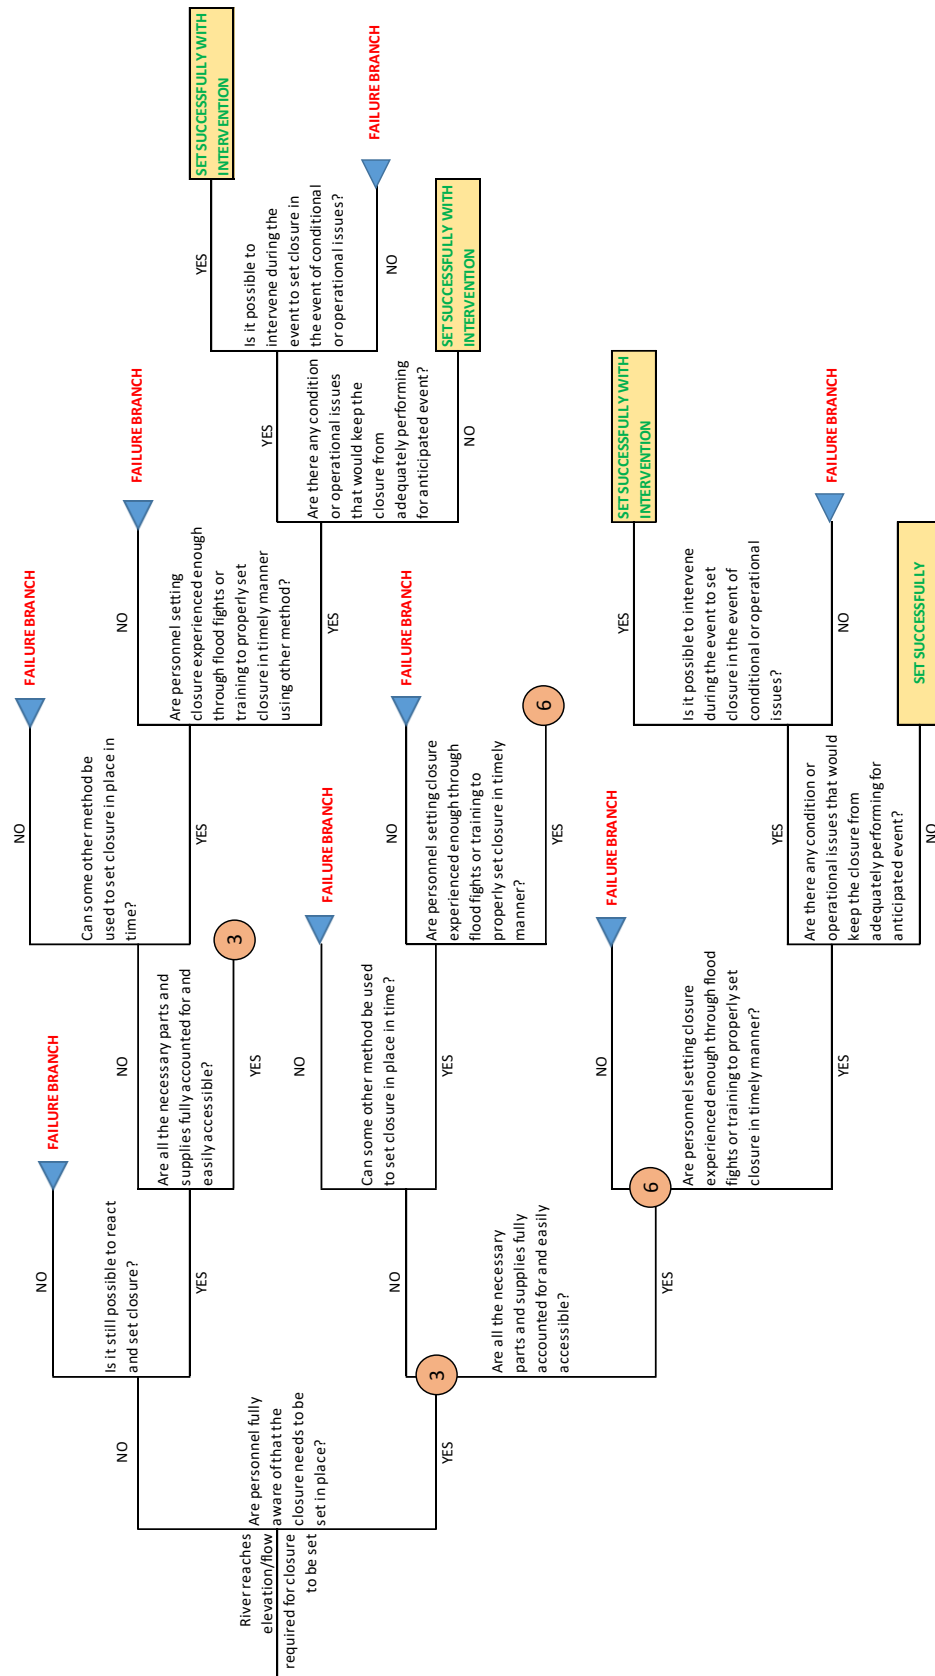 River reaches
elevation/flow
required for closure
to be set
Are personnel fully
aware of that the
closure needs to be
set in place?
NO
YES
Is it still possible to react
and set closure?
NO
FAILURE BRANCH
YES
Are all the necessary parts and
supplies fully accounted for and
easily accessible?
NO
YES
3
Can some other method be
used to set closure in place in
time?
NO
FAILURE BRANCH
YES
Are personnel setting
closure experienced enough
through flood fights or
training to properly set
closure in timely manner
using other method?
NO
FAILURE BRANCH
YES
Are there any condition
or operational issues
that would keep the
closure from
adequately performing
for anticipated event?
YES
NO
SET SUCCESSFULLY WITH
INTERVENTION
Is it possible to
intervene during the
event to set closure in
the event of conditional
or operational issues?
YES
SET SUCCESSFULLY WITH
INTERVENTION
NO
FAILURE BRANCH
3
Are all the necessary
parts and supplies fully
accounted for and easily
accessible?
NO
YES
Can some other method be used
to set closure in place in time?
NO
FAILURE BRANCH
YES
Are personnel setting closure
experienced enough through
flood fights or training to
properly set closure in timely
manner?
NO
FAILURE BRANCH
YES
6
6
Are personnel setting closure
experienced enough through flood
fights or training to properly set
closure in timely manner?
NO
FAILURE BRANCH
YES
Are there any condition or
operational issues that would
keep the closure from
adequately performing for
anticipated event?
YES
NO
SET SUCCESSFULLY
Is it possible to intervene
during the event to set
closure in the event of
conditional or operational
issues?
YES
SET SUCCESSFULLY WITH
INTERVENTION
NO
FAILURE BRANCH